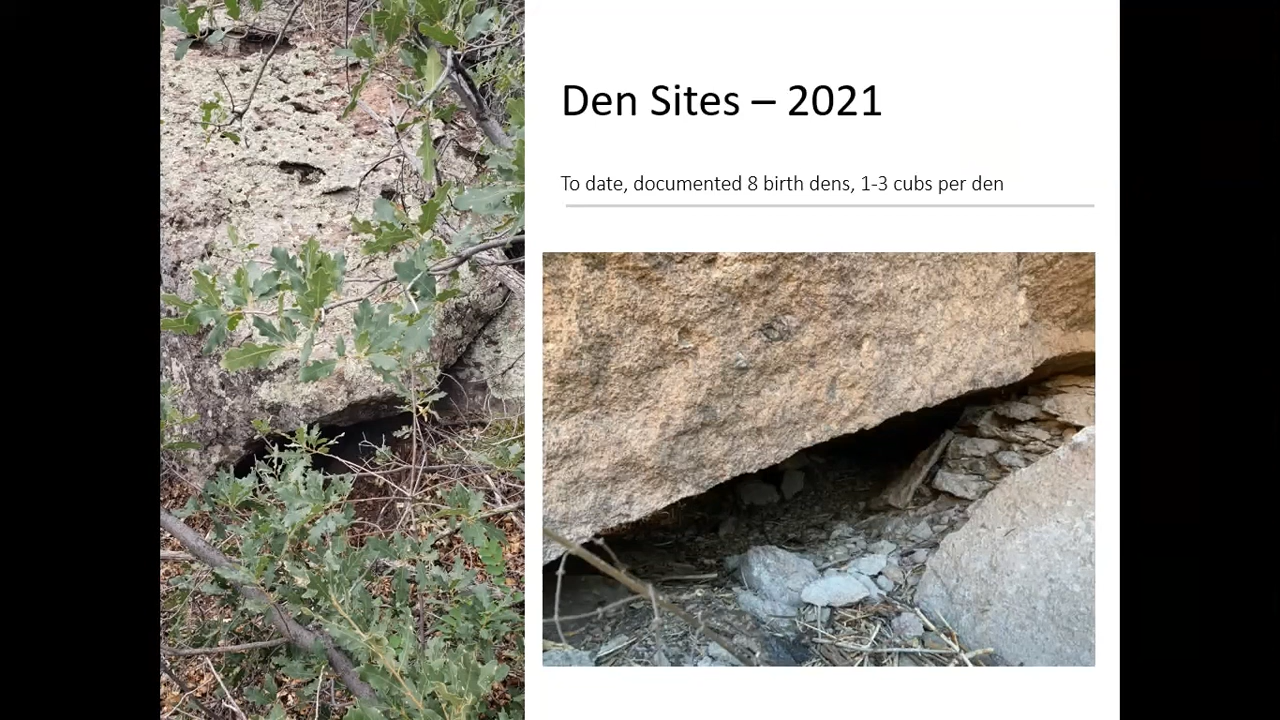 Den Sites – 2021
To date, documented 8 birth dens, 1-3 cubs per den